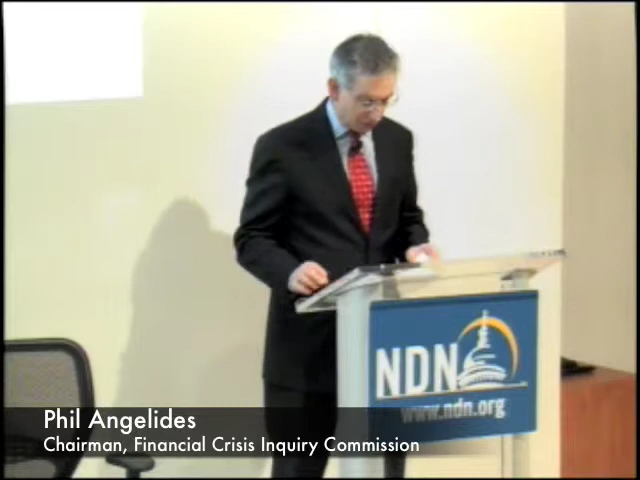 NDN
www.ndn.org
Phil Angelides
Chairman, Financial Crisis Inquiry Commission